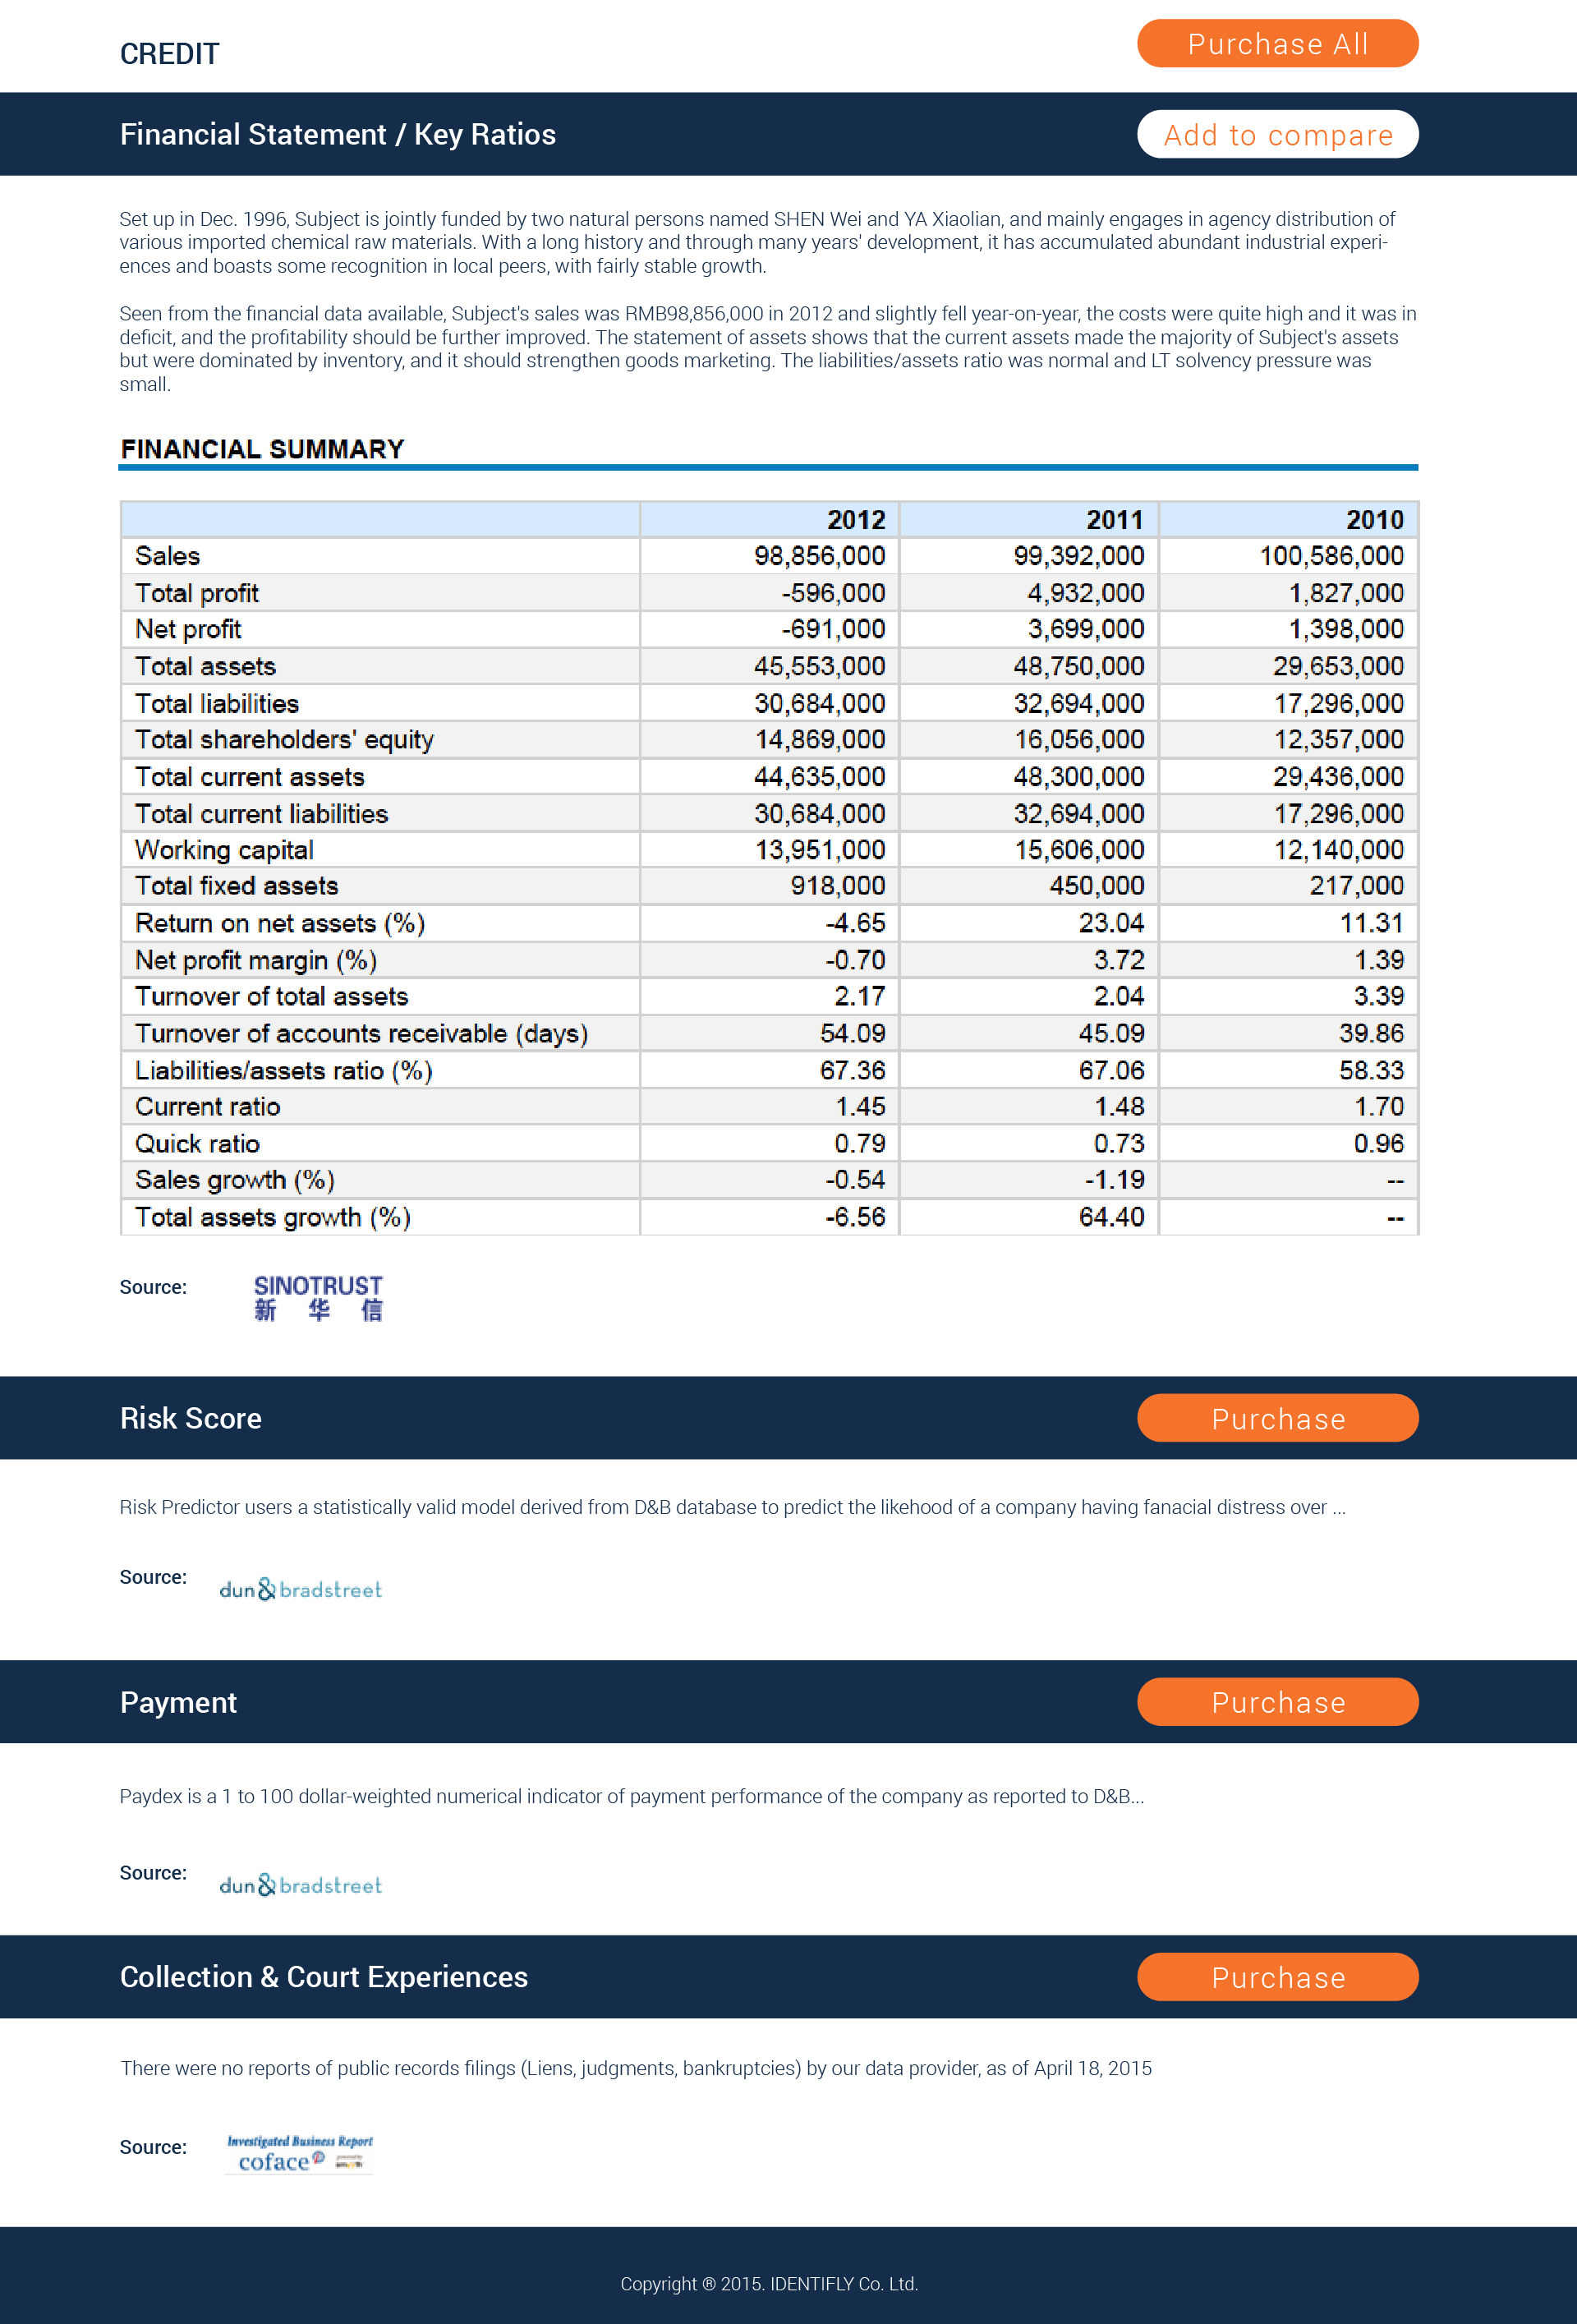 CREDIT
Purchase All
Financial Statement / Key Ratios
Add to compare
Set up in Dec. 1996, Subject is jointly funded by two natural persons named SHEN Wei and YA Xiaolian, and mainly engages in agency distribution of
various imported chemical raw materials. With a long history and through many years' development, it has accumulated abundant industrial experi-
ences and boasts some recognition in local peers, with fairly stable growth.
Seen from the financial data available, Subject's sales was RMB98,856,000 in 2012 and slightly fell year-on-year, the costs were quite high and it was in
deficit, and the profitability should be further improved. The statement of assets shows that the current assets made the majority of Subject's assets
but were dominated by inventory, and it should strengthen goods marketing. The liabilities/assets ratio was normal and LT solvency pressure was
small.
FINANCIAL SUMMARY
2012 2011 2010
Sales 98,856,000 99,392,000 100,586,000
Total profit -596,000 4,932,000 1,827,000
Net profit -691,000 3,699,000 1,398,000
Total assets 45,553,000 48,750,000 29,653,000
Total liabilities 30,684,000 32,694,000 17,296,000
Total shareholders' equity 14,869,000 16,056,000 12,357,000
Total current assets 44,635,000 48,300,000 29,436,000
Total current liabilities 30,684,000 32,694,000 17,296,000
Working capital 13,951,000 15,606,000 12,140,000
Total fixed assets 918,000 450,000 217,000
Return on net assets (%) -4.65 23.04 11.31
Net profit margin (%) -0.70 3.72 1.39
Turnover of total assets 2.17 2.04 3.39
Turnover of accounts receivable (days) 54.09 45.09 39.86
Liabilities/assets ratio (%) 67.36 67.06 58.33
Current ratio 1.45 1.48 1.70
Quick ratio 0.79 0.73 0.96
Sales growth (%) -0.54 -1.19 --
Total assets growth (%) -6.56 64.40 --
Source: SINOTRUST
新 华 信
Risk Score
Purchase
Risk Predictor users a statistically valid model derived from D&B database to predict the likehood of a company having fanacial distress over ...
Source: dun & bradstreet
Payment
Purchase
Paydex is a 1 to 100 dollar-weighted numerical indicator of payment performance of the company as reported to D&B...
Source: dun & bradstreet
Collection & Court Experiences
Purchase
There were no reports of public records filings (Liens, judgments, bankruptcies) by our data provider, as of April 18, 2015
Source: Investigated Business Report
coface
Copyright ® 2015. IDENTIFLY Co. Ltd.